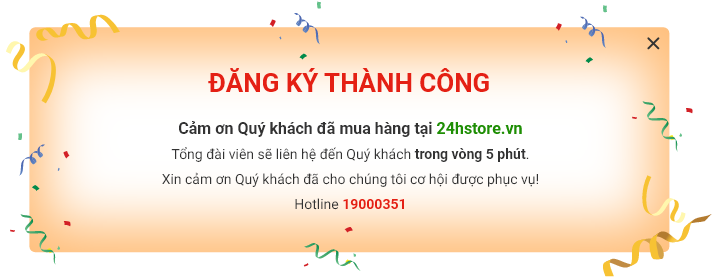 ĐĂNG KÝ THÀNH CÔNG
Cảm ơn Quý khách đã mua hàng tại 24hstore.vn
Tổng đài viên sẽ liên hệ đến Quý khách trong vòng 5 phút.
Xin cảm ơn Quý khách đã cho chúng tôi cơ hội được phục vụ!
Hotline 19000351